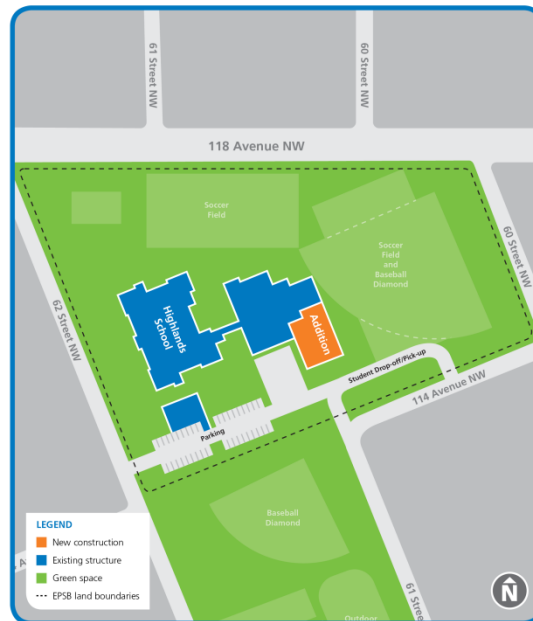 61 Street NW
60 Street NW
118 Avenue NW
Soccer
Field
Soccer
Field
and
Baseball
Diamond
60 Street NW
62 Street NW
Highlands
School
Addition
Student Drop-off/Pick-up
114 Avenue NW
Parking
Baseball
Diamond
LEGEND
New construction
Existing structure
Green space
EPSB land boundaries
61 Stree
Outdoor
N